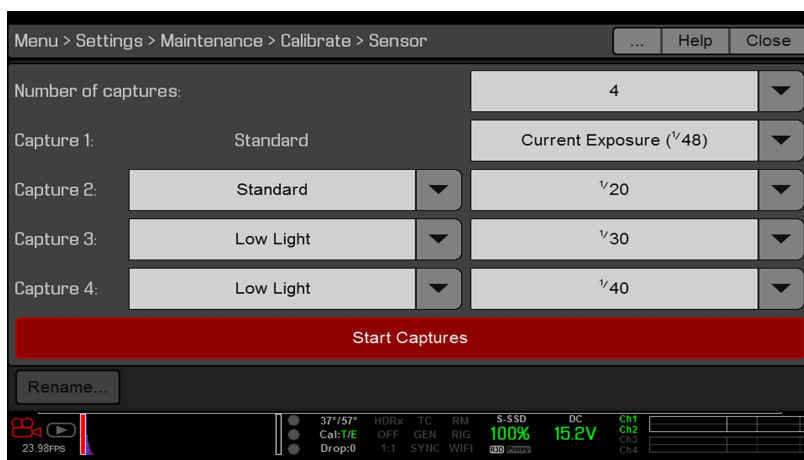 Menu > Settings > Maintenance > Calibrate > Sensor ... Help Close
Number of captures: 4
Capture 1: Standard Current Exposure (1/48)
Capture 2: Standard 1/20
Capture 3: Low Light 1/30
Capture 4: Low Light 1/40
Start Captures
Rename...
23.98FPS
37°/57° HDRx TC RM S-SSD DC Ch1
Cal:T/E OFF GEN RIG 100% 15.2V Ch2
Drop:0 1:1 SYNC WIFI R3D Proxy Ch3
Ch4